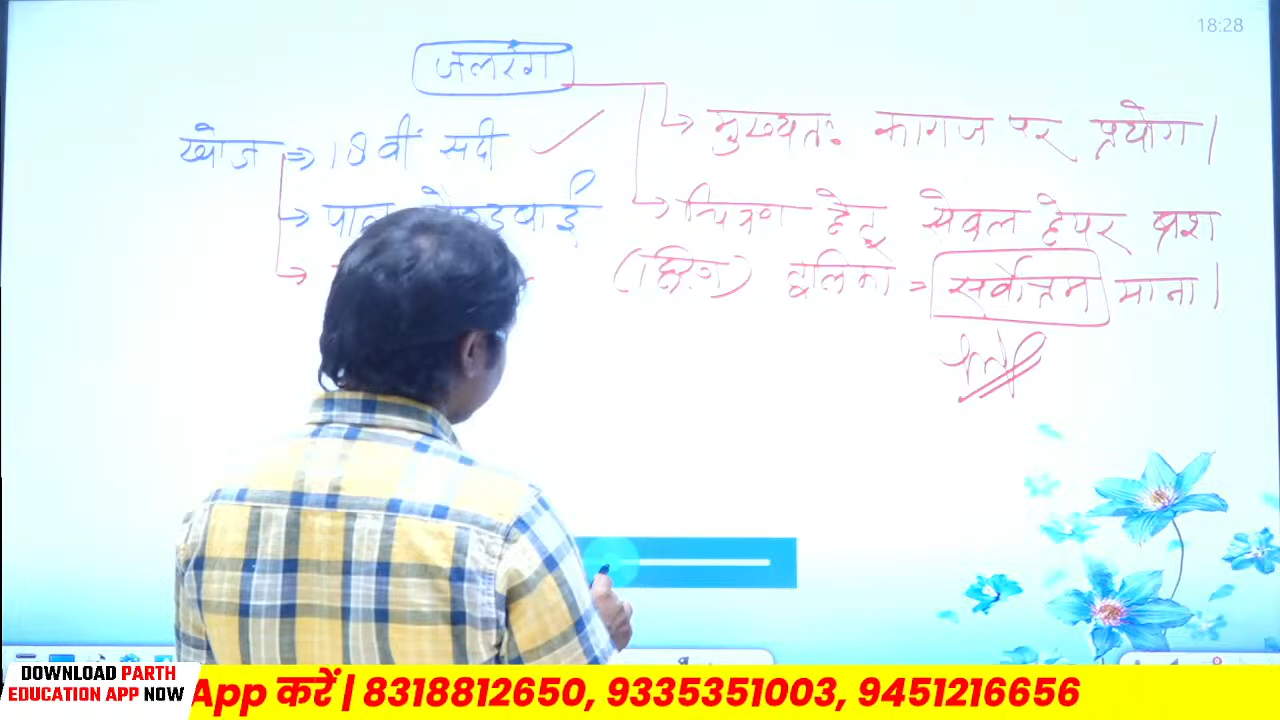 18:28
जलरंग
खोज ⇒ 18वीं सदी
→ मुख्यतः कागज पर प्रयोग।
→ पाल
→ चित्रण हेतु सेबल हेयर ब्रश
तूलिका = सर्वोत्तम माना।
DOWNLOAD PARTH
EDUCATION APP NOW
App करें | 8318812650, 9335351003, 9451216656